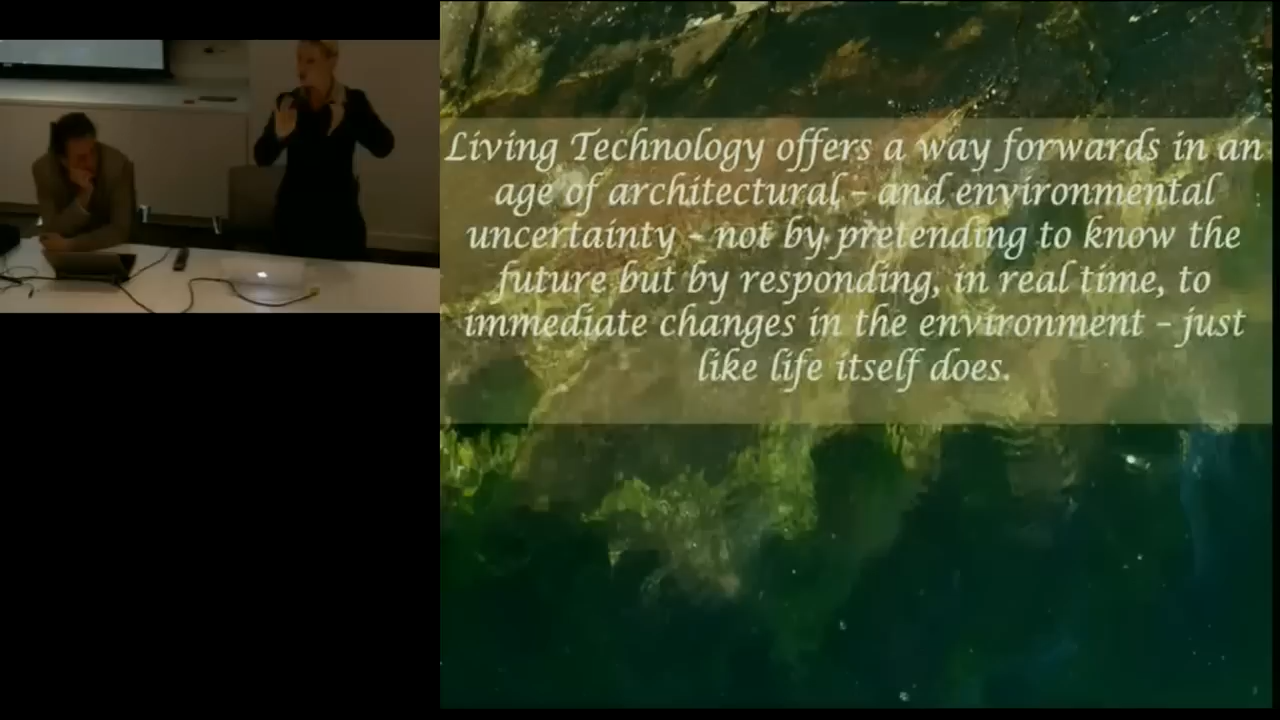 Living Technology offers a way forwards in an
age of architectural, - and environmental
uncertainty - not by pretending to know the
future but by responding, in real time, to
immediate changes in the environment - just
like life itself does.